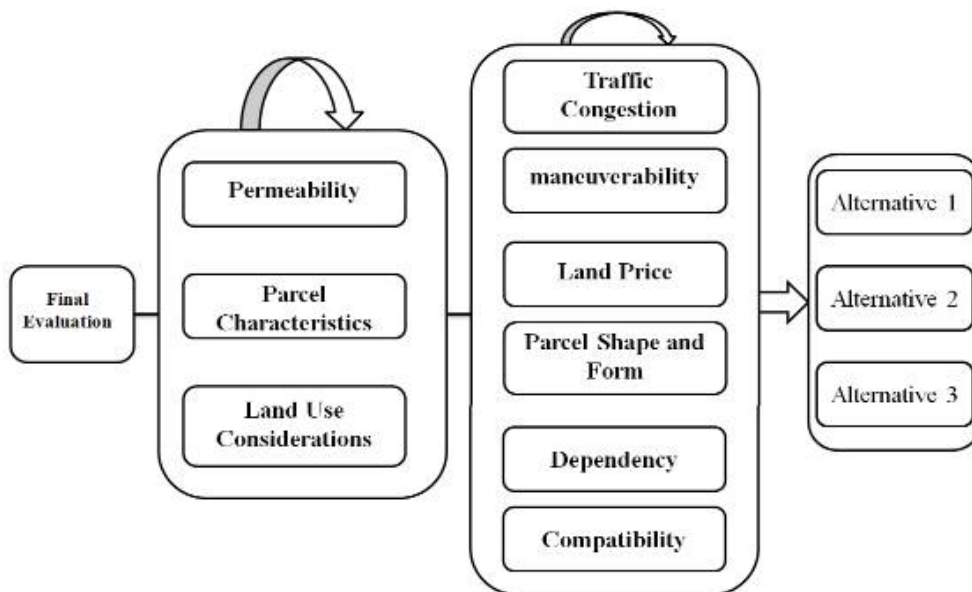 Final
Evaluation
Permeability
Parcel
Characteristics
Land Use
Considerations
Traffic
Congestion
maneuverability
Land Price
Parcel Shape and
Form
Dependency
Compatibility
Alternative 1
Alternative 2
Alternative 3